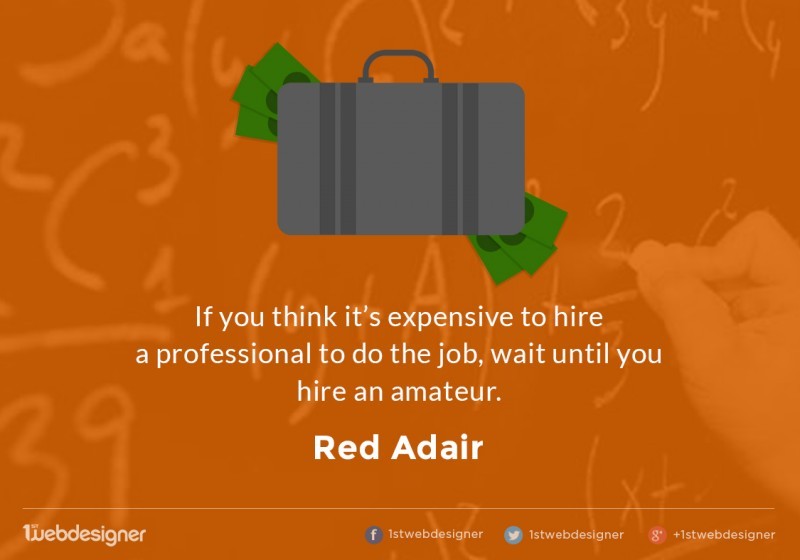 If you think it’s expensive to hire
a professional to do the job, wait until you
hire an amateur.
Red Adair
1stwebdesigner
1stwebdesigner
1stwebdesigner
+1stwebdesigner